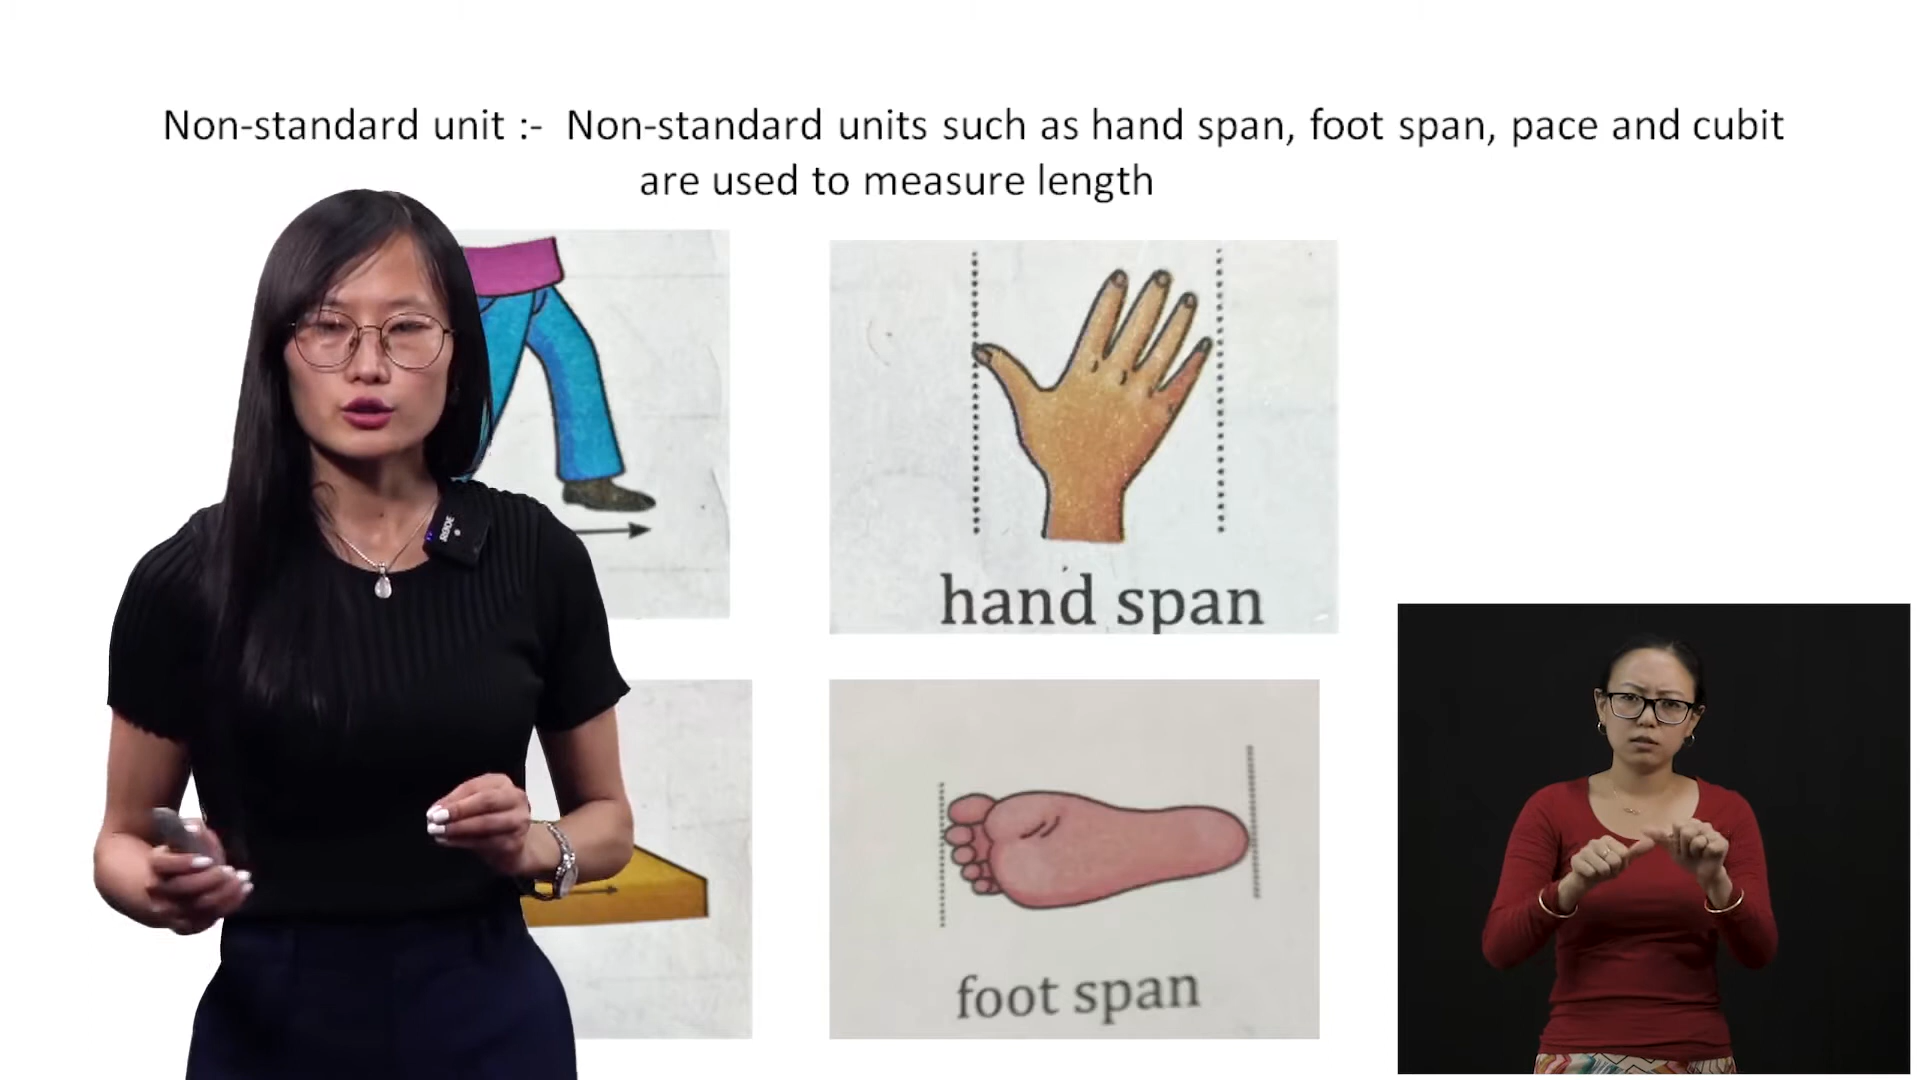 Non-standard unit :- Non-standard units such as hand span, foot span, pace and cubit
are used to measure length
RØDE
hand span
foot span